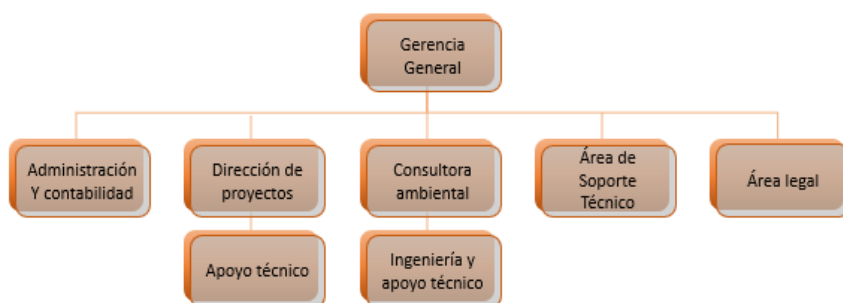 Gerencia
General
Administración
Y contabilidad
Dirección de
proyectos
Consultora
ambiental
Área de
Soporte
Técnico
Área legal
Apoyo técnico
Ingeniería y
apoyo técnico